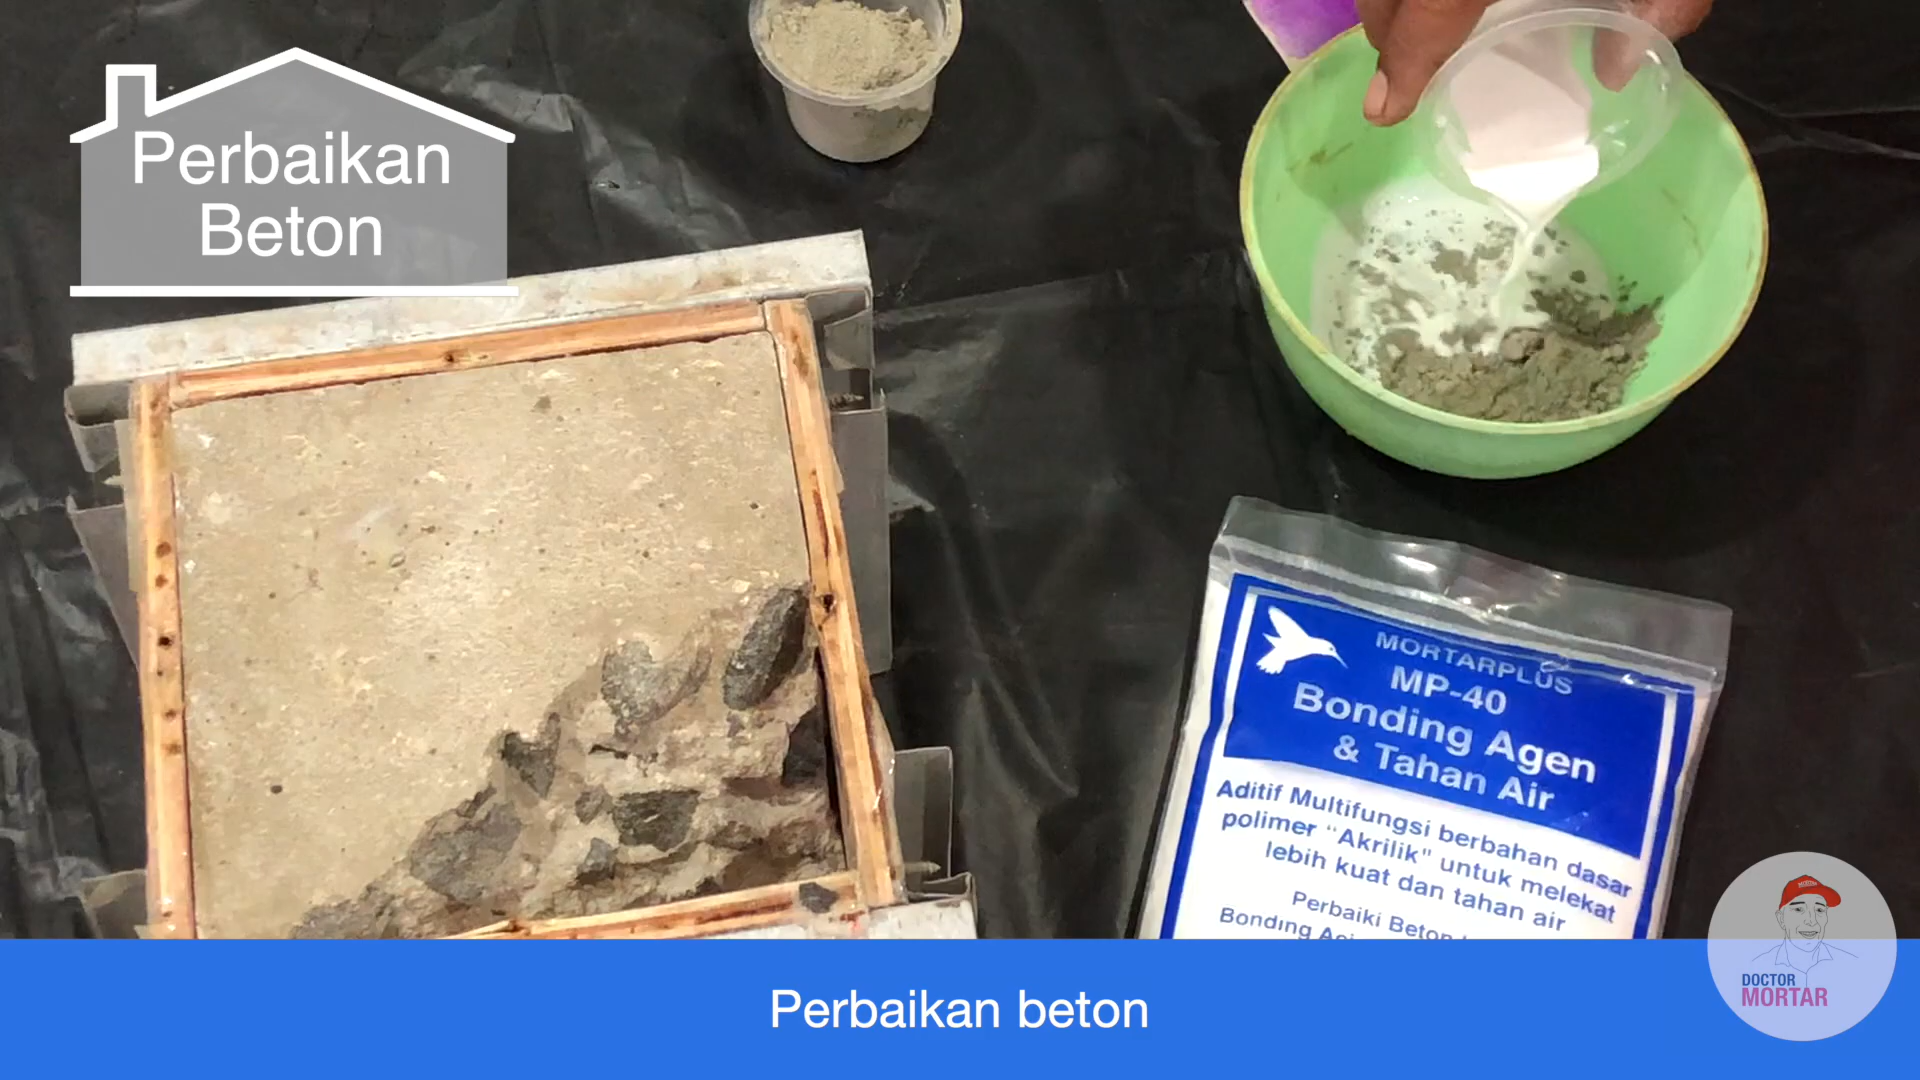 Perbaikan
Beton
MORTARPLUS
MP-40
Bonding Agen
& Tahan Air
Aditif Multifungsi berbahan dasar
polimer “Akrilik" untuk melekat
lebih kuat dan tahan air
Perbaiki Beton
Bonding
Perbaikan beton
DOCTOR
MORTAR